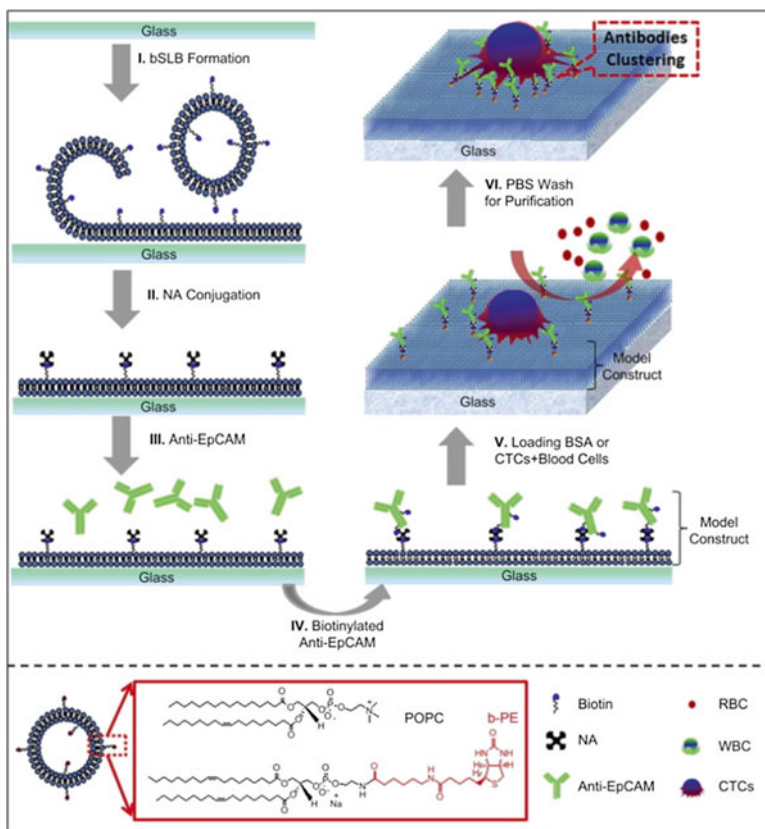 Glass
I. bSLB Formation
Glass
II. NA Conjugation
Glass
III. Anti-EpCAM
Glass
IV. Biotinylated
Anti-EpCAM
Glass
Model
Construct
V. Loading BSA or
CTCs+Blood Cells
Glass
Model
Construct
VI. PBS Wash
for Purification
Glass
Antibodies
Clustering
POPC
b-PE
O
O
O
O
P
O
O
O-
N
+
O
O
O
O
H
O
O
P
O
O
O-
+
Na
N
H
O
H
N
O
O
HN
NH
H
H
S
H
Biotin
NA
Anti-EpCAM
RBC
WBC
CTCs